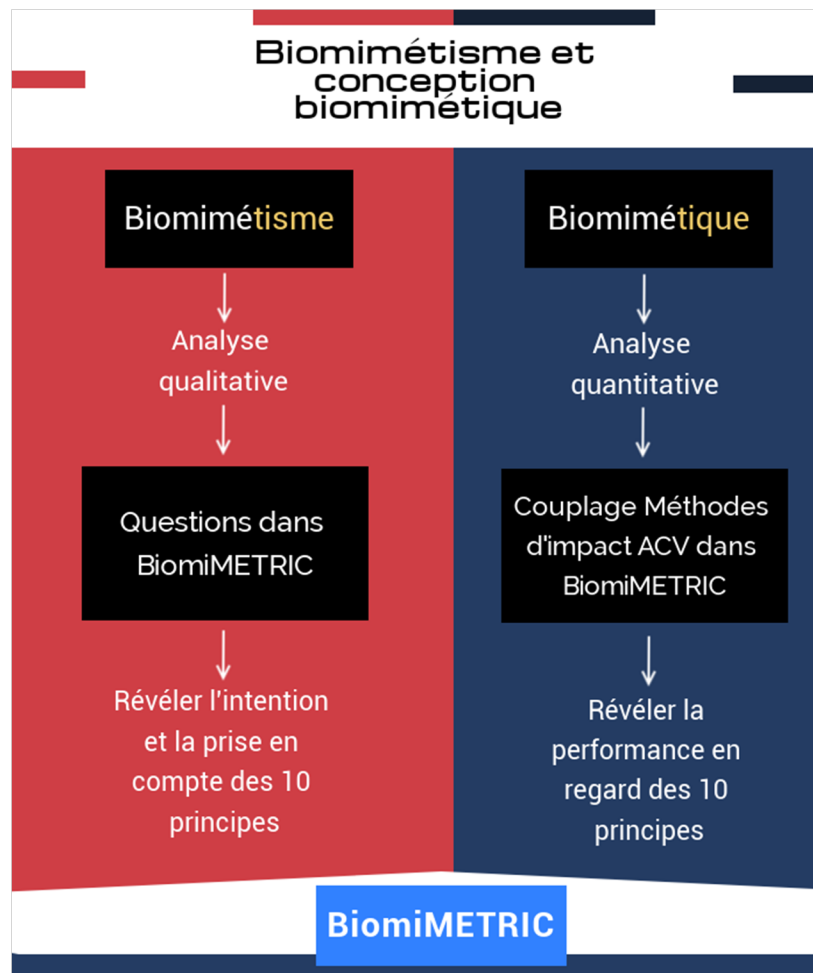 Biomimétisme et
conception
biomimétique
Biomimétisme
Analyse
qualitative
Questions dans
BiomiMETRIC
Révéler l'intention
et la prise en
compte des 10
principes
Biomimétique
Analyse
quantitative
Couplage Méthodes
d'impact ACV dans
BiomiMETRIC
Révéler la
performance en
regard des 10
principes
BiomiMETRIC